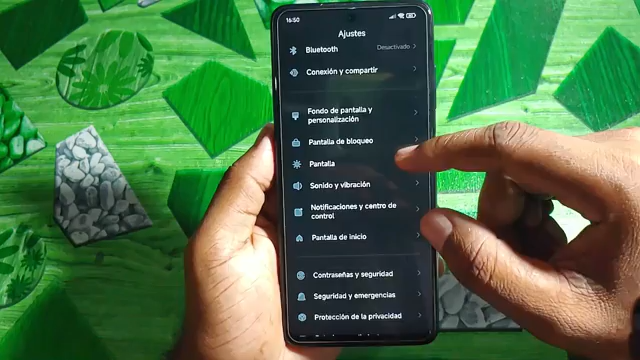 16:50
Ajustes
Bluetooth
Desactivado
Conexión y compartir
Fondo de pantalla y
personalización
Pantalla de bloqueo
Pantalla
Sonido y vibración
Notificaciones y centro de
control
Pantalla de inicio
Contraseñas y seguridad
Seguridad y emergencias
Protección de la privacidad